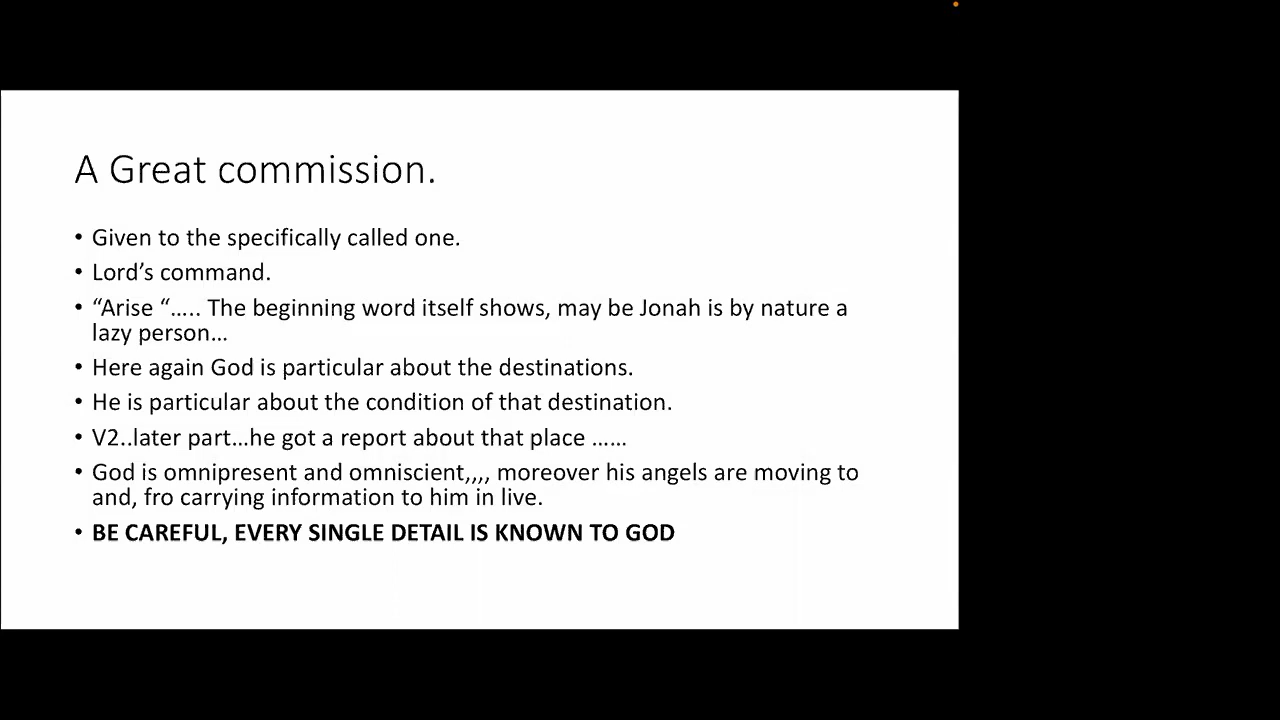 A Great commission.
• Given to the specifically called one.
• Lord’s command.
• “Arise “….. The beginning word itself shows, may be Jonah is by nature a
lazy person…
• Here again God is particular about the destinations.
• He is particular about the condition of that destination.
• V2..later part…he got a report about that place ……
• God is omnipresent and omniscient,,,, moreover his angels are moving to
and, fro carrying information to him in live.
• BE CAREFUL, EVERY SINGLE DETAIL IS KNOWN TO GOD